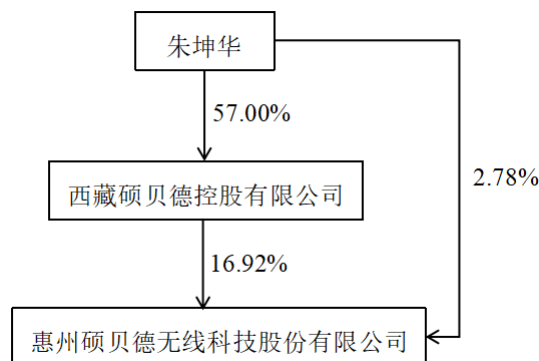 朱坤华
57.00%
2.78%
西藏硕贝德控股有限公司
16.92%
惠州硕贝德无线科技股份有限公司